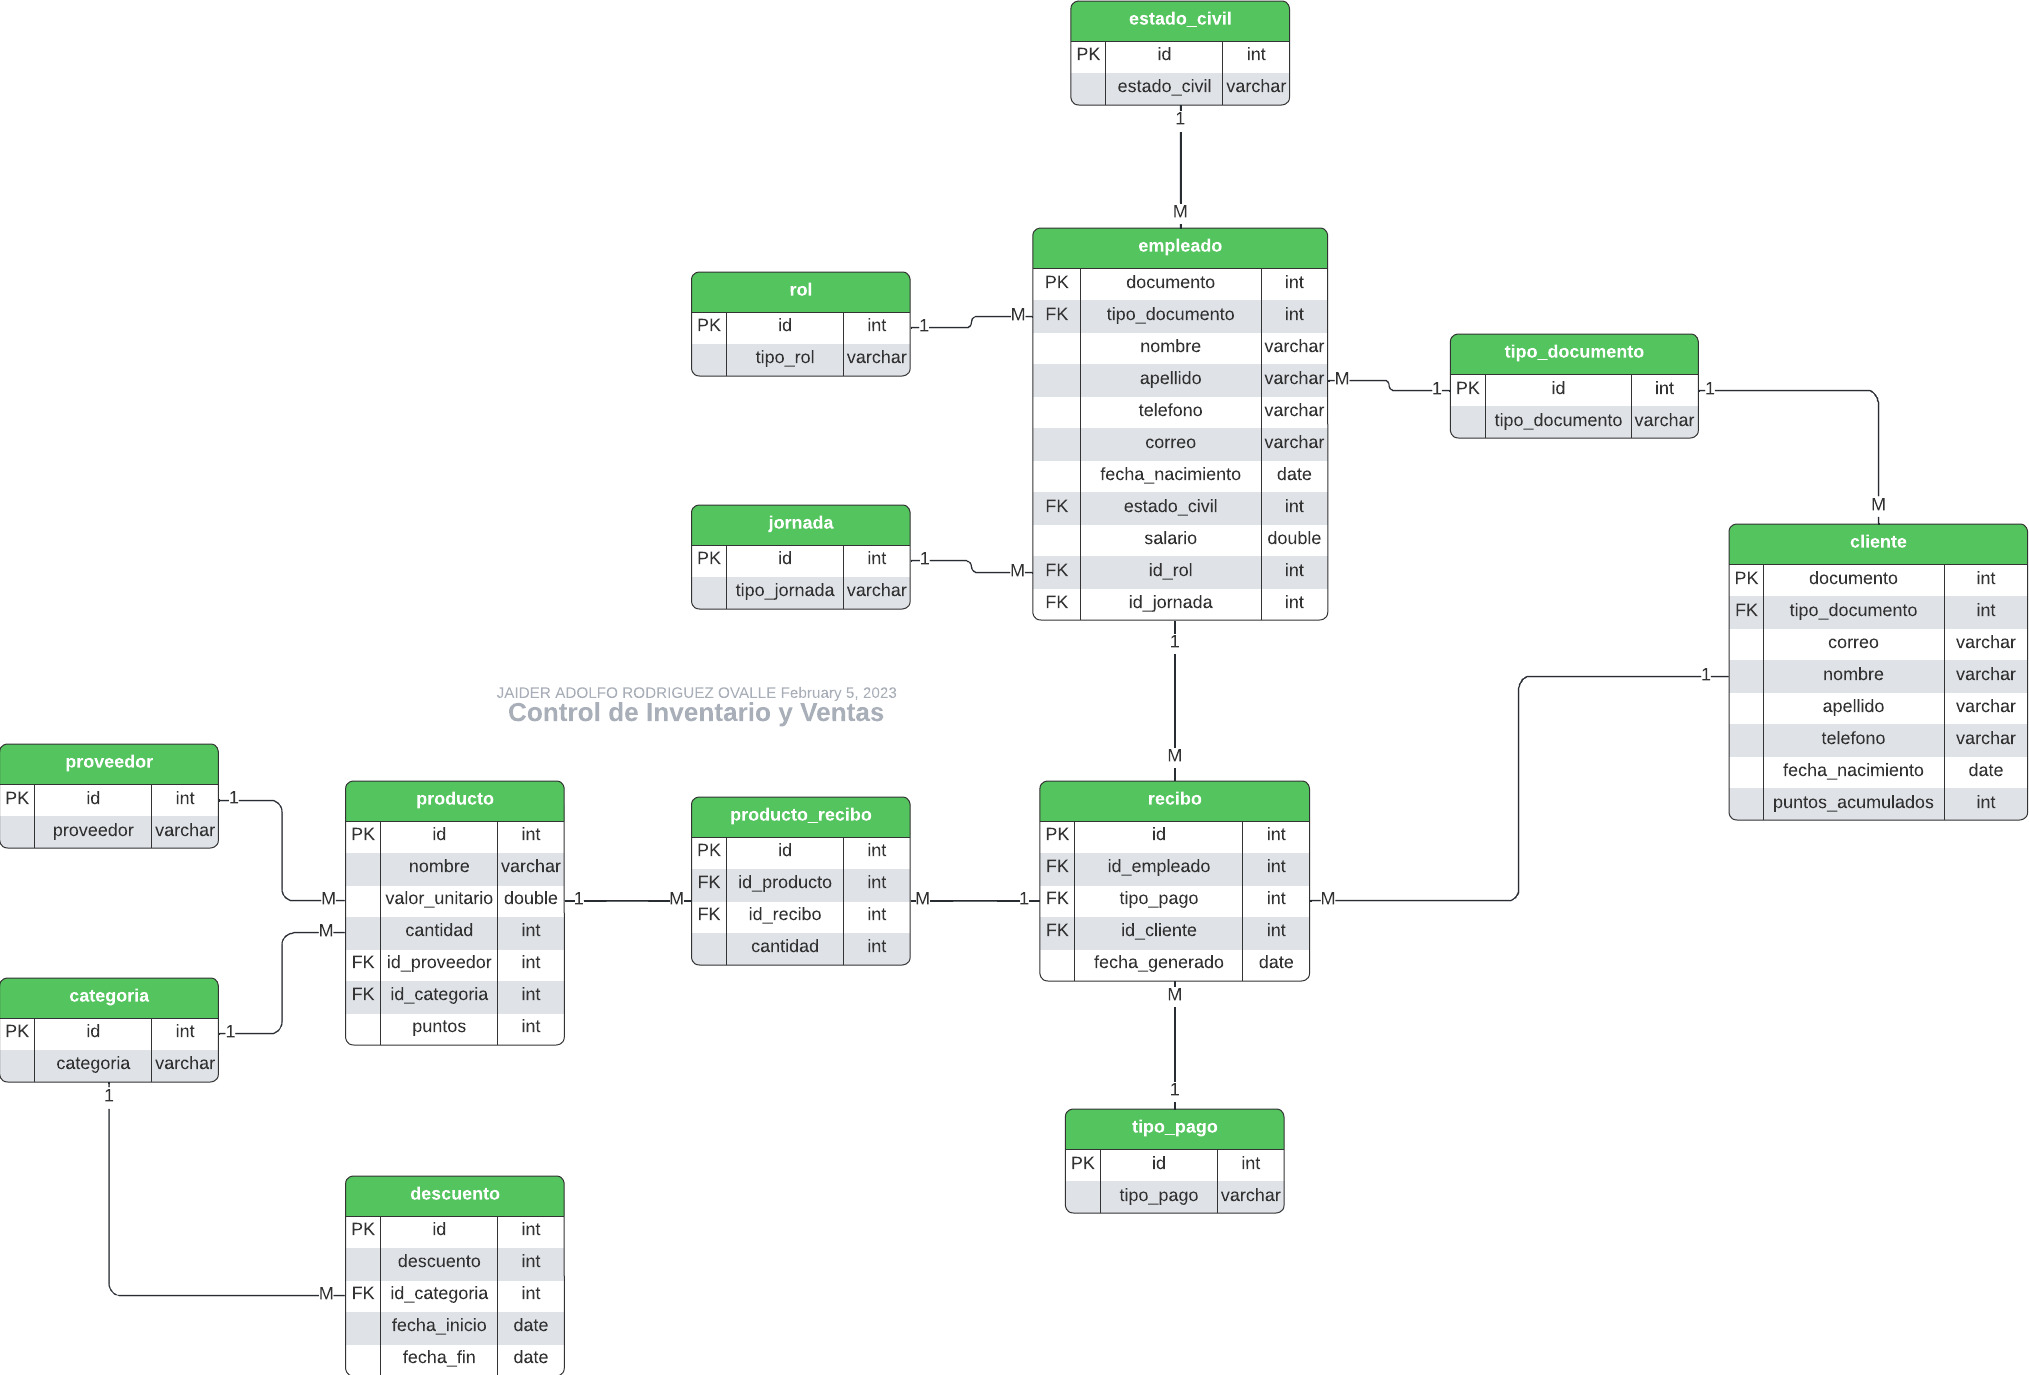 estado_civil
PK id int
estado_civil varchar
1
M
empleado
PK documento int
FK tipo_documento int
nombre varchar
apellido varchar
telefono varchar
correo varchar
fecha_nacimiento date
FK estado_civil int
salario double
FK id_rol int
FK id_jornada int
rol
PK id int
tipo_rol varchar
1 M
M 1
tipo_documento
PK id int
tipo_documento varchar
1
M
jornada
PK id int
tipo_jornada varchar
1 M
cliente
PK documento int
FK tipo_documento int
correo varchar
nombre varchar
apellido varchar
telefono varchar
fecha_nacimiento date
puntos_acumulados int
1
M
1
JAIDER ADOLFO RODRIGUEZ OVALLE February 5, 2023
Control de Inventario y Ventas
proveedor
PK id int
proveedor varchar
1
M
producto
PK id int
nombre varchar
valor_unitario double
cantidad int
FK id_proveedor int
FK id_categoria int
puntos int
1 M
producto_recibo
PK id int
FK id_producto int
FK id_recibo int
cantidad int
M 1
recibo
PK id int
FK id_empleado int
FK tipo_pago int
FK id_cliente int
fecha_generado date
M
M
1
categoria
PK id int
categoria varchar
1
M
1
M
tipo_pago
PK id int
tipo_pago varchar
descuento
PK id int
descuento int
FK id_categoria int
fecha_inicio date
fecha_fin date